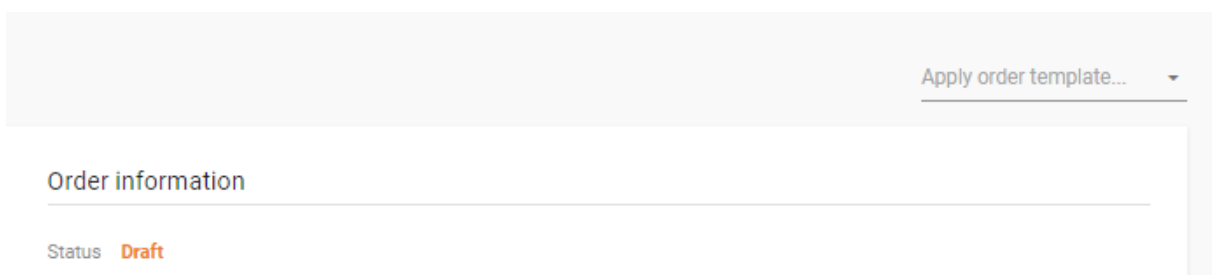 Apply order template...
Order information
Status Draft